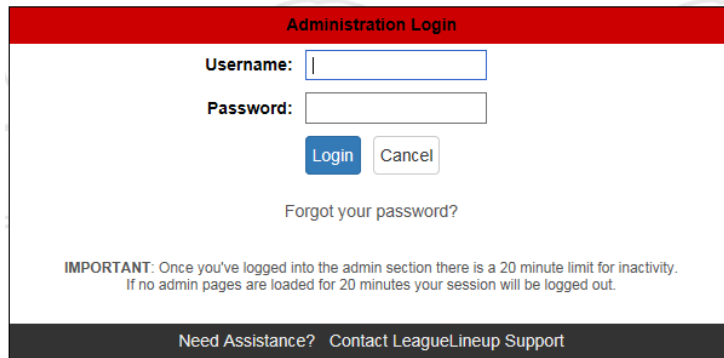 Administration Login
Username:
Password:
Login Cancel
Forgot your password?
IMPORTANT: Once you've logged into the admin section there is a 20 minute limit for inactivity.
If no admin pages are loaded for 20 minutes your session will be logged out.
Need Assistance? Contact LeagueLineup Support